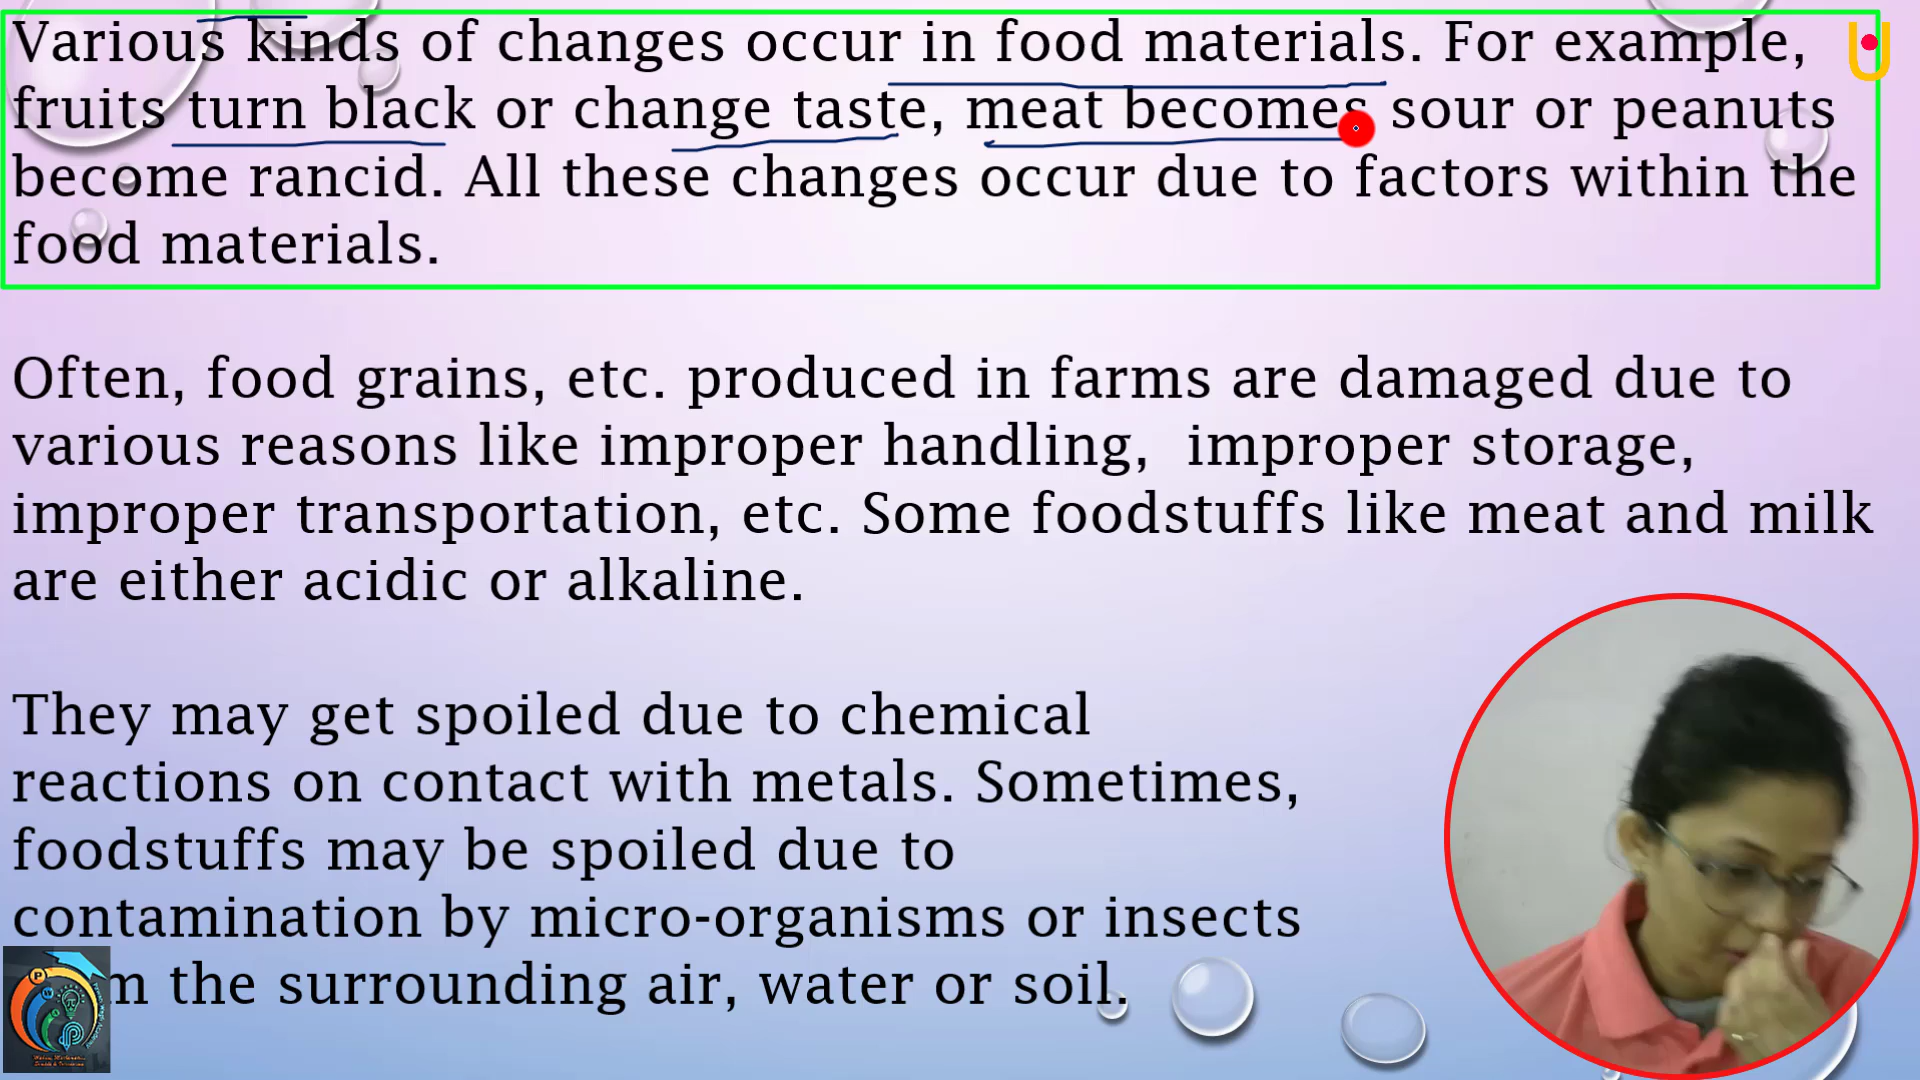 Various kinds of changes occur in food materials. For example,
fruits turn black or change taste, meat becomes sour or peanuts
become rancid. All these changes occur due to factors within the
food materials.
Often, food grains, etc. produced in farms are damaged due to
various reasons like improper handling, improper storage,
improper transportation, etc. Some foodstuffs like meat and milk
are either acidic or alkaline.
They may get spoiled due to chemical
reactions on contact with metals. Sometimes,
foodstuffs may be spoiled due to
contamination by micro-organisms or insects
m the surrounding air, water or soil.